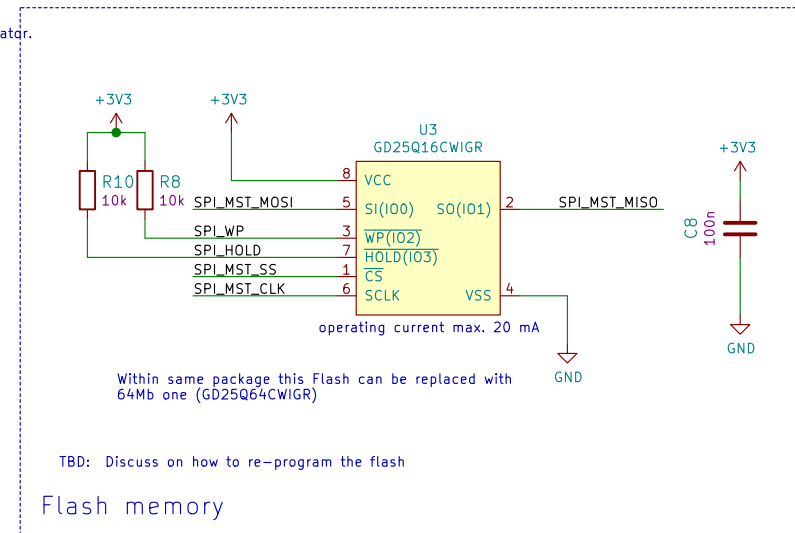 ator.
+3V3
+3V3
U3
GD25Q16CWIGR
+3V3
R10
10k
R8
10k
8
VCC
SPI_MST_MOSI
5
SI(IO0)
SO(IO1)
2
SPI_MST_MISO
SPI_WP
3
WP(IO2)
SPI_HOLD
7
HOLD(IO3)
SPI_MST_SS
1
CS
SPI_MST_CLK
6
SCLK
VSS
4
C8
100n
operating current max. 20 mA
GND
GND
Within same package this Flash can be replaced with
64Mb one (GD25Q64CWIGR)
TBD: Discuss on how to re-program the flash
Flash memory